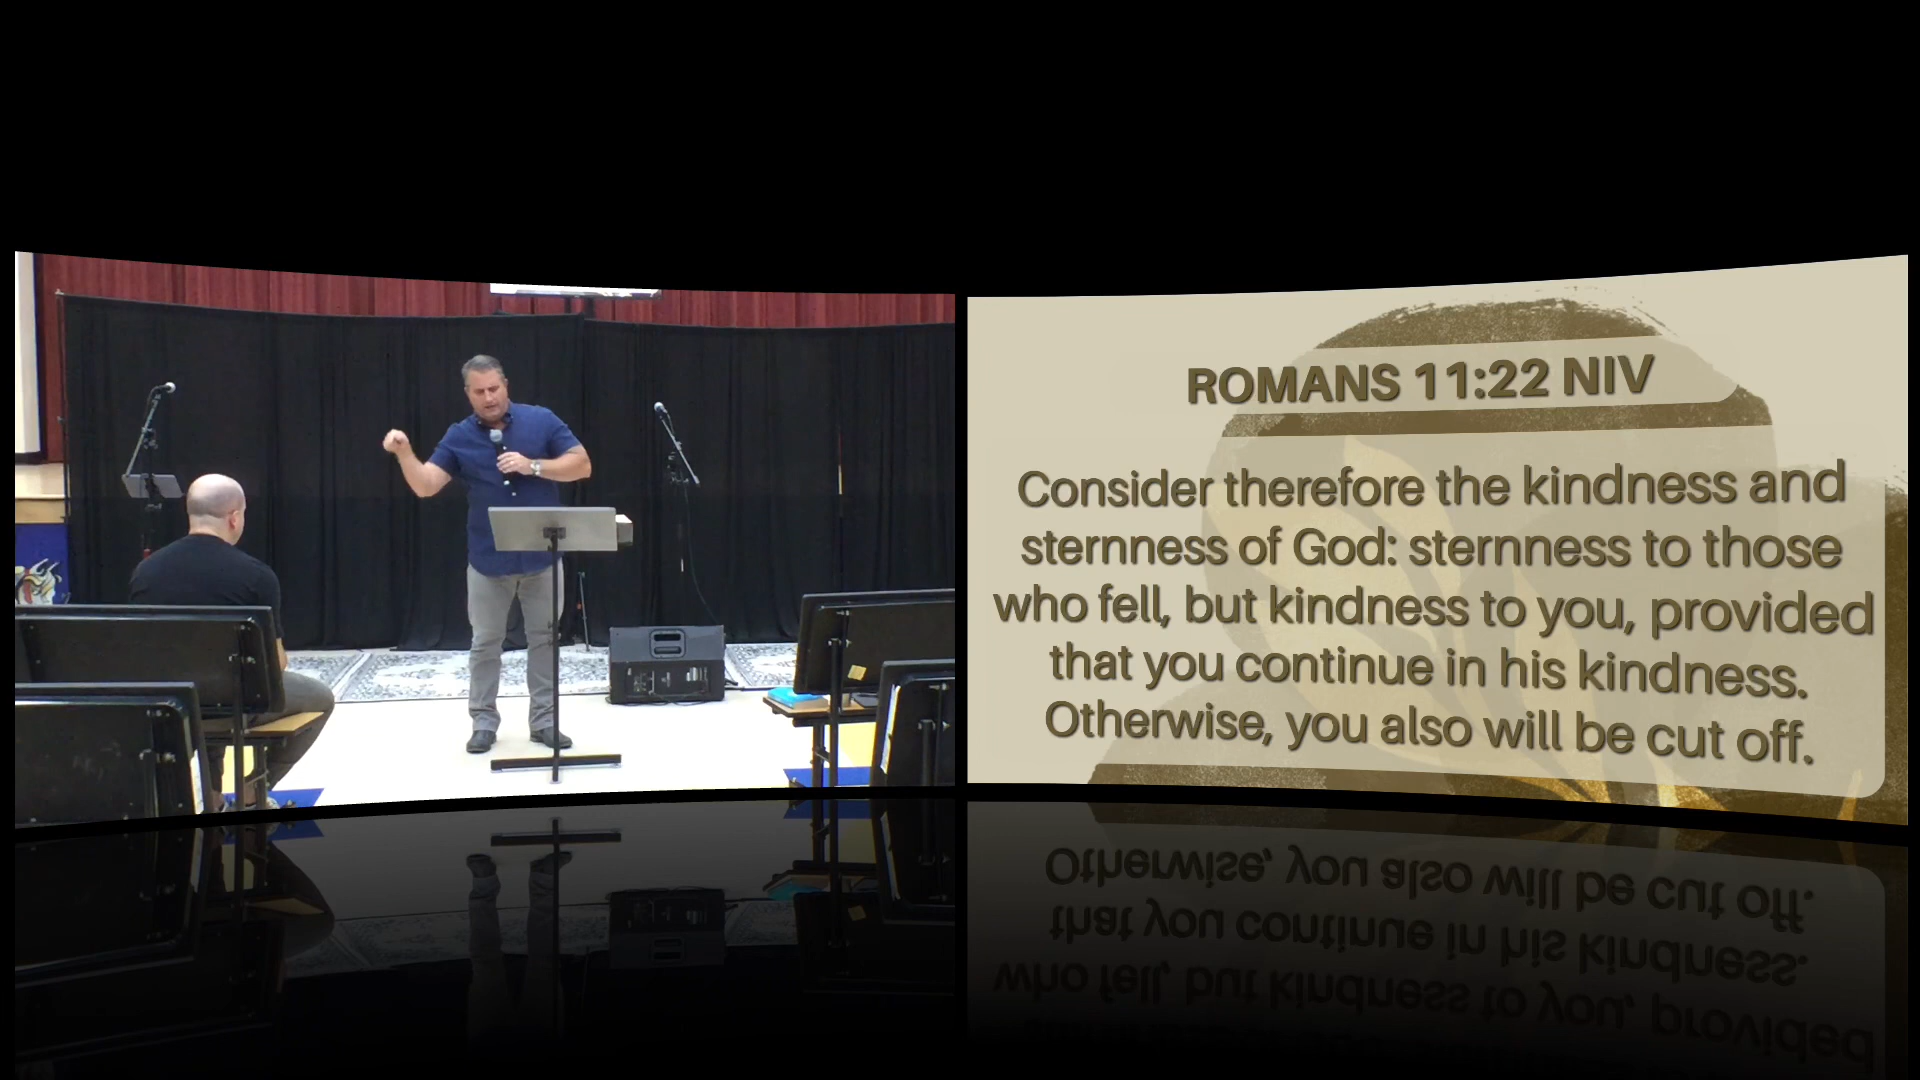 ROMANS 11:22 NIV
Consider therefore the kindness and
sternness of God: sternness to those
who fell, but kindness to you, provided
that you continue in his kindness.
Otherwise, you also will be cut off.